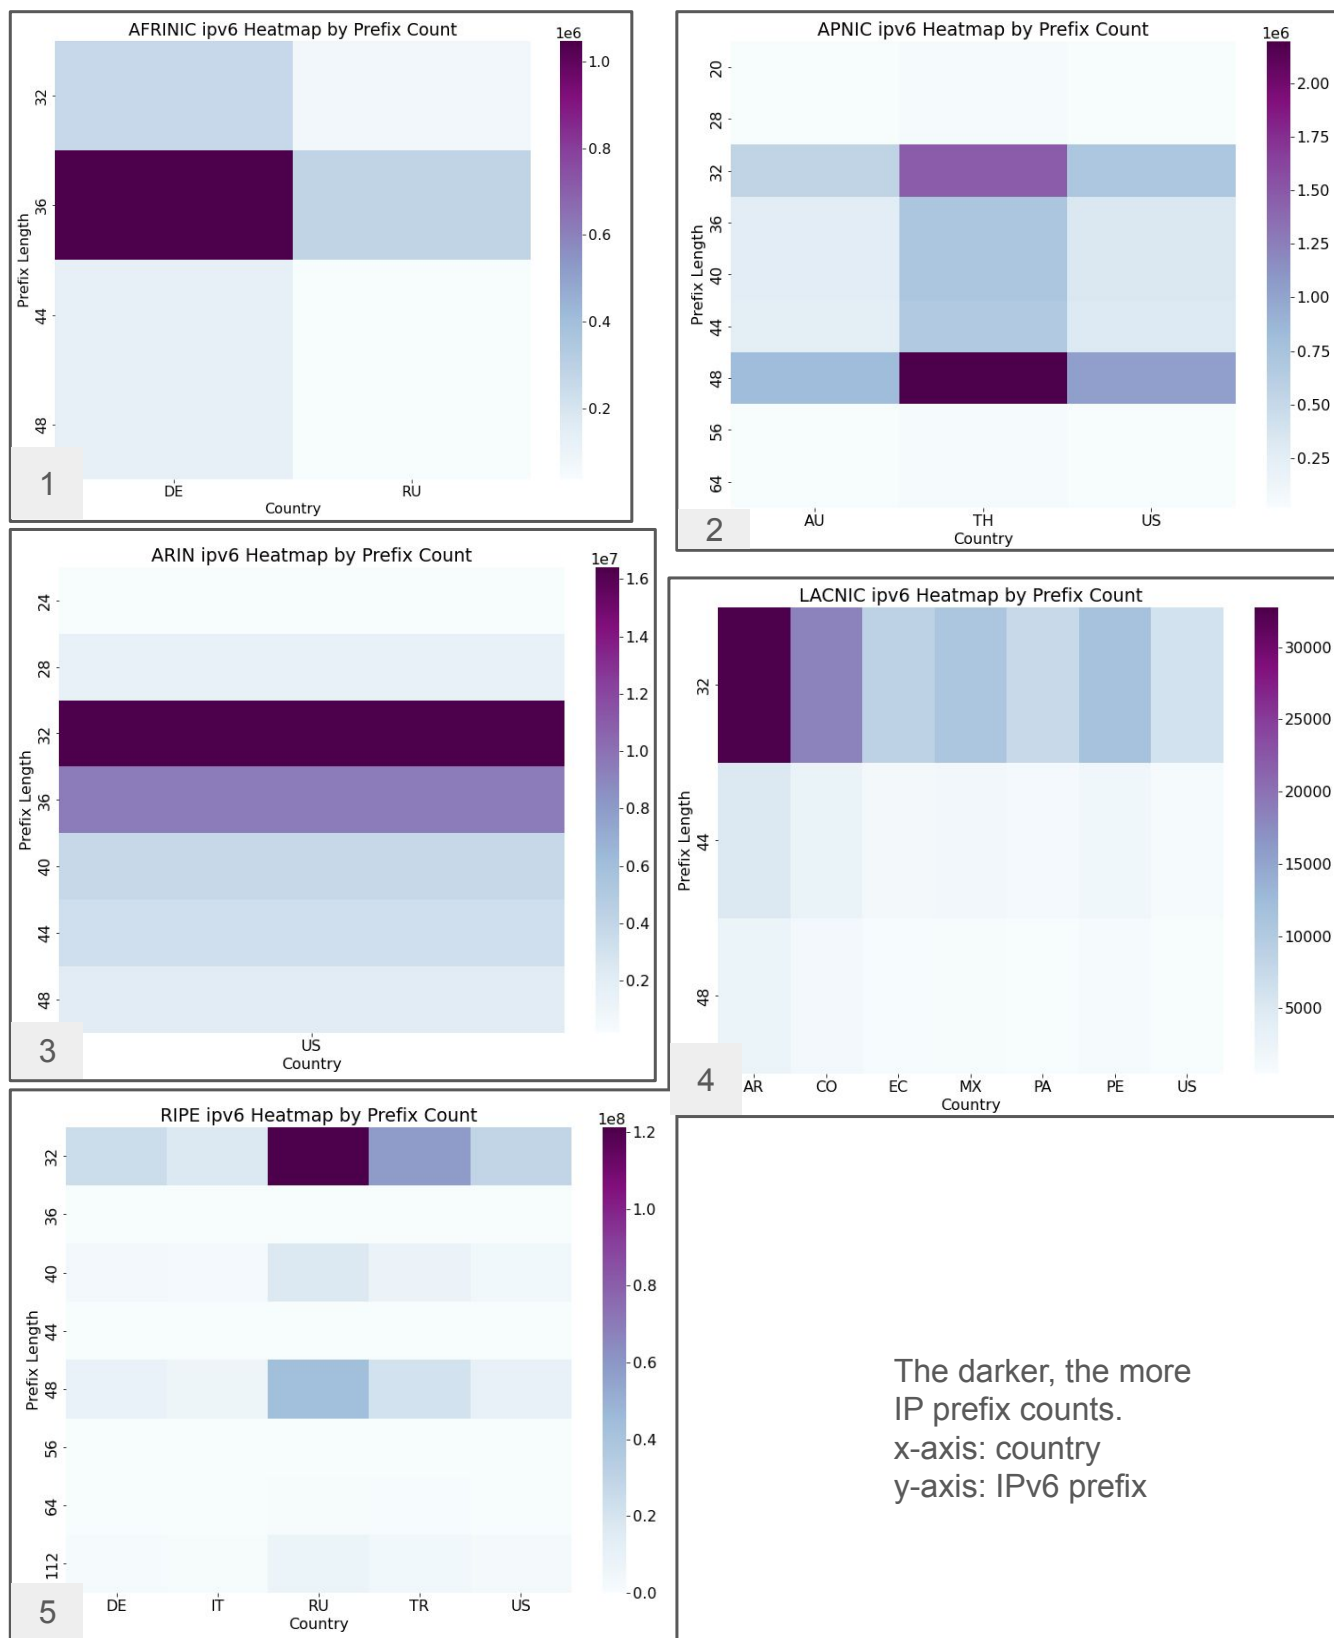 AFRINIC ipv6 Heatmap by Prefix Count
1e6
1.0
0.8
0.6
0.4
0.2
32
36
44
48
Prefix Length
DE RU
Country
1
APNIC ipv6 Heatmap by Prefix Count
1e6
2.00
1.75
1.50
1.25
1.00
0.75
0.50
0.25
20
28
32
36
40
44
48
56
64
Prefix Length
AU TH US
Country
2
ARIN ipv6 Heatmap by Prefix Count
1e7
1.6
1.4
1.2
1.0
0.8
0.6
0.4
0.2
24
28
32
36
40
44
48
Prefix Length
US
Country
3
LACNIC ipv6 Heatmap by Prefix Count
30000
25000
20000
15000
10000
5000
32
44
48
Prefix Length
AR CO EC MX PA PE US
Country
4
RIPE ipv6 Heatmap by Prefix Count
1e8
1.2
1.0
0.8
0.6
0.4
0.2
0.0
32
36
40
44
48
56
64
112
Prefix Length
DE IT RU TR US
Country
5
The darker, the more
IP prefix counts.
x-axis: country
y-axis: IPv6 prefix